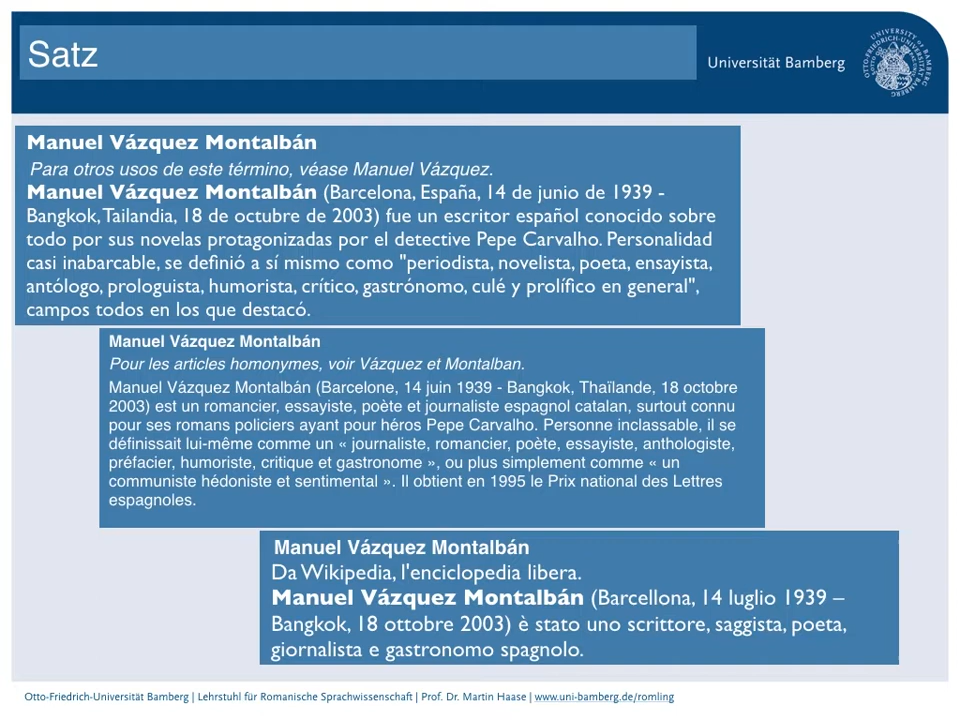 Satz
Universität Bamberg
OTTO-FRIEDRICH-UNIVERSITÄT BAMBERG
UNIVERSITY OF BAMBERG
Manuel Vázquez Montalbán
Para otros usos de este término, véase Manuel Vázquez.
Manuel Vázquez Montalbán (Barcelona, España, 14 de junio de 1939 -
Bangkok, Tailandia, 18 de octubre de 2003) fue un escritor español conocido sobre
todo por sus novelas protagonizadas por el detective Pepe Carvalho. Personalidad
casi inabarcable, se definió a sí mismo como "periodista, novelista, poeta, ensayista,
antólogo, prologuista, humorista, crítico, gastrónomo, culé y prolífico en general",
campos todos en los que destacó.
Manuel Vázquez Montalbán
Pour les articles homonymes, voir Vázquez et Montalban.
Manuel Vázquez Montalbán (Barcelone, 14 juin 1939 - Bangkok, Thaïlande, 18 octobre
2003) est un romancier, essayiste, poète et journaliste espagnol catalan, surtout connu
pour ses romans policiers ayant pour héros Pepe Carvalho. Personne inclassable, il se
définissait lui-même comme un « journaliste, romancier, poète, essayiste, anthologiste,
préfacier, humoriste, critique et gastronome », ou plus simplement comme « un
communiste hédoniste et sentimental ». Il obtient en 1995 le Prix national des Lettres
espagnoles.
Manuel Vázquez Montalbán
Da Wikipedia, l'enciclopedia libera.
Manuel Vázquez Montalbán (Barcellona, 14 luglio 1939 –
Bangkok, 18 ottobre 2003) è stato uno scrittore, saggista, poeta,
giornalista e gastronomo spagnolo.
Otto-Friedrich-Universität Bamberg | Lehrstuhl für Romanische Sprachwissenschaft | Prof. Dr. Martin Haase | www.uni-bamberg.de/romling